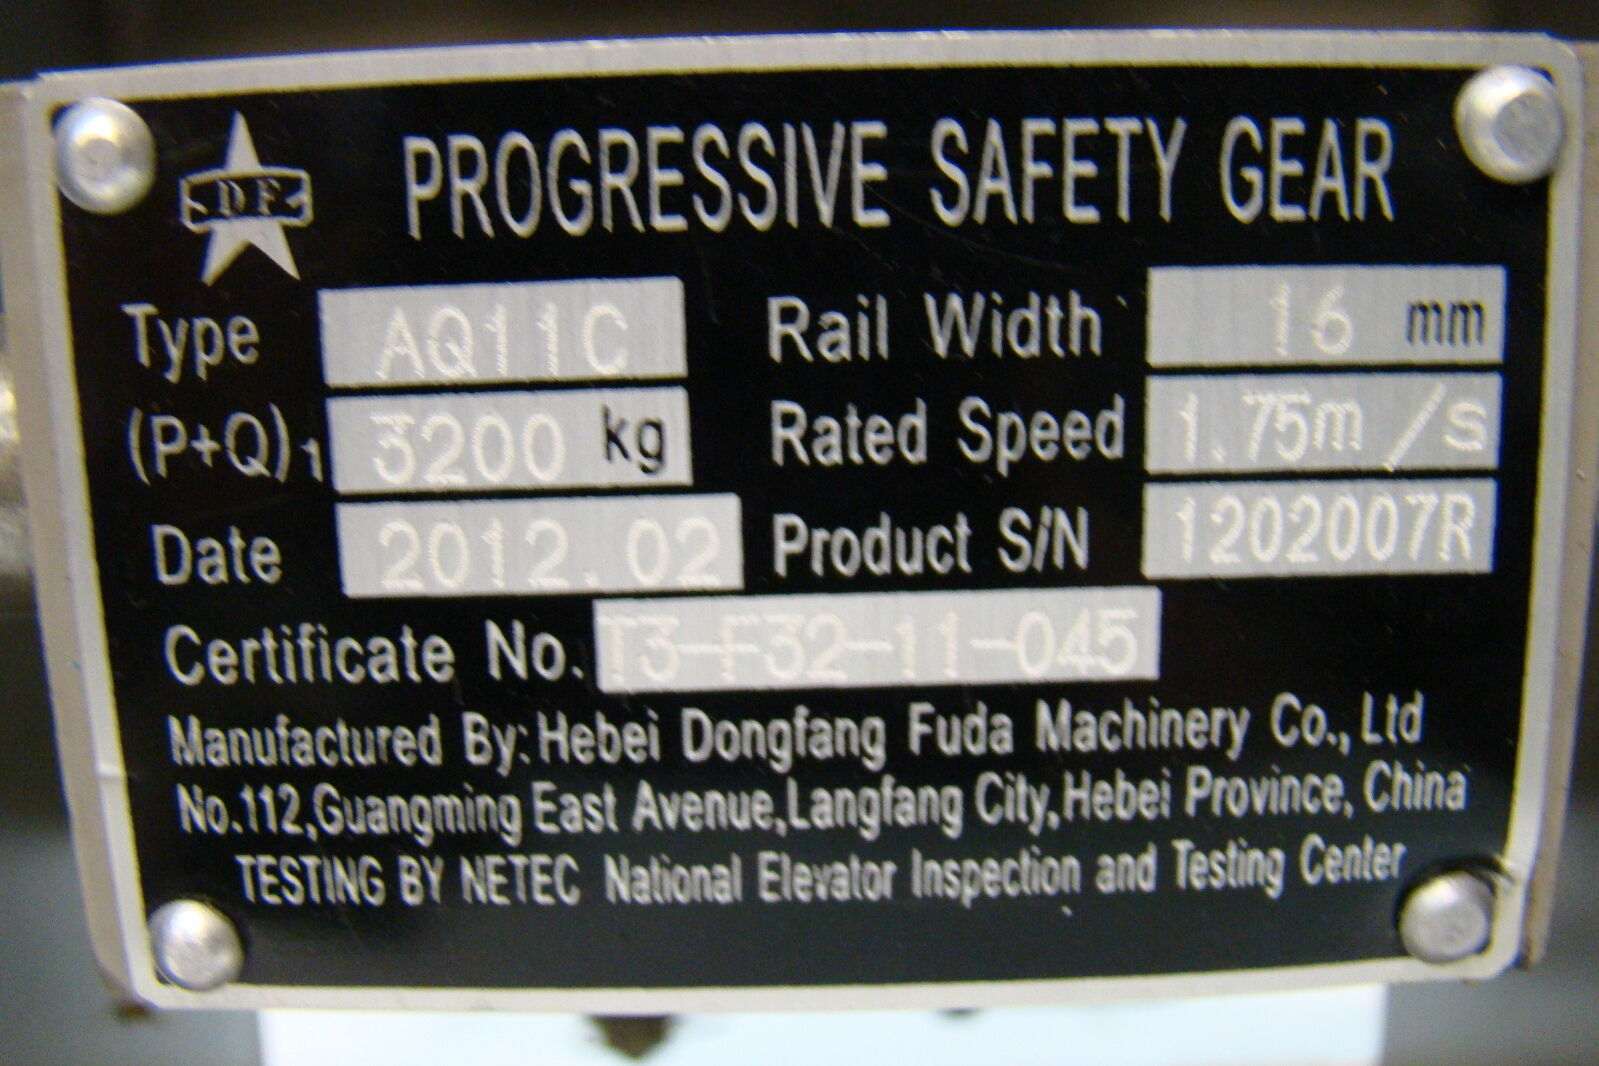 DF PROGRESSIVE SAFETY GEAR
Type AQ11C Rail Width 16 mm
(P+Q)1 3200 kg Rated Speed 1.75m/s
Date 2012.02 Product S/N 1202007R
Certificate No. T3-F32-11-045
Manufactured By: Hebei Dongfang Fuda Machinery Co., Ltd
No.112,Guangming East Avenue,Langfang City,Hebei Province, China
TESTING BY NETEC National Elevator Inspection and Testing Center